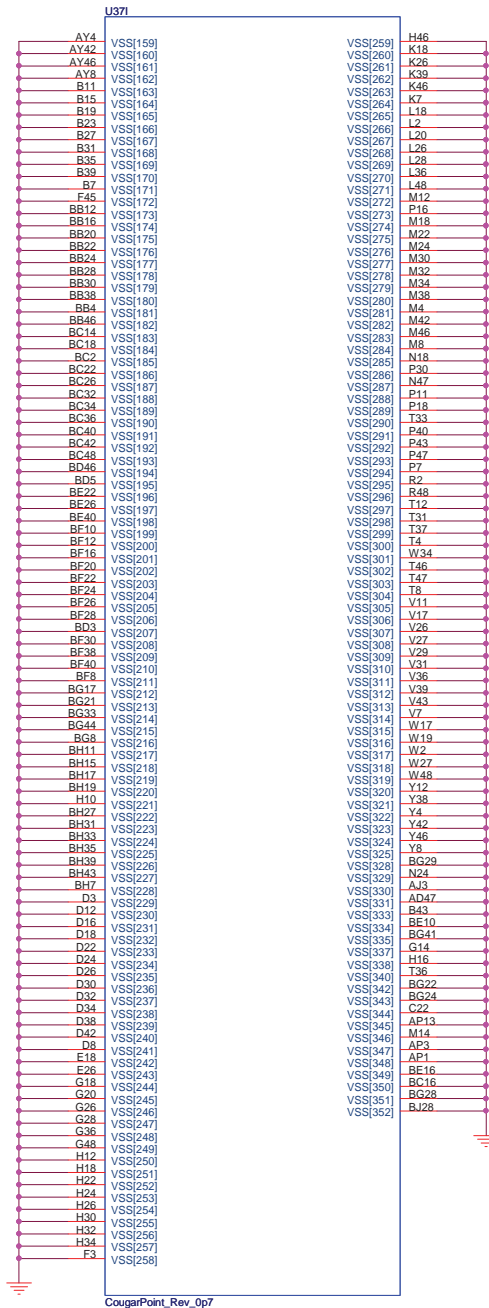 U37I
AY4 VSS[159]
AY42 VSS[160]
AY46 VSS[161]
AY8 VSS[162]
B11 VSS[163]
B15 VSS[164]
B19 VSS[165]
B23 VSS[166]
B27 VSS[167]
B31 VSS[168]
B35 VSS[169]
B39 VSS[170]
B7 VSS[171]
F45 VSS[172]
BB12 VSS[173]
BB16 VSS[174]
BB20 VSS[175]
BB22 VSS[176]
BB24 VSS[177]
BB28 VSS[178]
BB30 VSS[179]
BB38 VSS[180]
BB4 VSS[181]
BB46 VSS[182]
BC14 VSS[183]
BC18 VSS[184]
BC2 VSS[185]
BC22 VSS[186]
BC26 VSS[187]
BC32 VSS[188]
BC34 VSS[189]
BC36 VSS[190]
BC40 VSS[191]
BC42 VSS[192]
BC48 VSS[193]
BD46 VSS[194]
BD5 VSS[195]
BE22 VSS[196]
BE26 VSS[197]
BE40 VSS[198]
BF10 VSS[199]
BF12 VSS[200]
BF16 VSS[201]
BF20 VSS[202]
BF22 VSS[203]
BF24 VSS[204]
BF26 VSS[205]
BF28 VSS[206]
BD3 VSS[207]
BF30 VSS[208]
BF38 VSS[209]
BF40 VSS[210]
BF8 VSS[211]
BG17 VSS[212]
BG21 VSS[213]
BG33 VSS[214]
BG44 VSS[215]
BG8 VSS[216]
BH11 VSS[217]
BH15 VSS[218]
BH17 VSS[219]
BH19 VSS[220]
H10 VSS[221]
BH27 VSS[222]
BH31 VSS[223]
BH33 VSS[224]
BH35 VSS[225]
BH39 VSS[226]
BH43 VSS[227]
BH7 VSS[228]
D3 VSS[229]
D12 VSS[230]
D16 VSS[231]
D18 VSS[232]
D22 VSS[233]
D24 VSS[234]
D26 VSS[235]
D30 VSS[236]
D32 VSS[237]
D34 VSS[238]
D38 VSS[239]
D42 VSS[240]
D8 VSS[241]
E18 VSS[242]
E26 VSS[243]
G18 VSS[244]
G20 VSS[245]
G26 VSS[246]
G28 VSS[247]
G36 VSS[248]
G48 VSS[249]
H12 VSS[250]
H18 VSS[251]
H22 VSS[252]
H24 VSS[253]
H26 VSS[254]
H30 VSS[255]
H32 VSS[256]
H34 VSS[257]
F3 VSS[258]
VSS[259] H46
VSS[260] K18
VSS[261] K26
VSS[262] K39
VSS[263] K46
VSS[264] K7
VSS[265] L18
VSS[266] L2
VSS[267] L20
VSS[268] L26
VSS[269] L28
VSS[270] L36
VSS[271] L48
VSS[272] M12
VSS[273] P16
VSS[274] M18
VSS[275] M22
VSS[276] M24
VSS[277] M30
VSS[278] M32
VSS[279] M34
VSS[280] M38
VSS[281] M4
VSS[282] M42
VSS[283] M46
VSS[284] M8
VSS[285] N18
VSS[286] P30
VSS[287] N47
VSS[288] P11
VSS[289] P18
VSS[290] T33
VSS[291] P40
VSS[292] P43
VSS[293] P47
VSS[294] P7
VSS[295] R2
VSS[296] R48
VSS[297] T12
VSS[298] T31
VSS[299] T37
VSS[300] T4
VSS[301] W34
VSS[302] T46
VSS[303] T47
VSS[304] T8
VSS[305] V11
VSS[306] V17
VSS[307] V26
VSS[308] V27
VSS[309] V29
VSS[310] V31
VSS[311] V36
VSS[312] V39
VSS[313] V43
VSS[314] V7
VSS[315] W17
VSS[316] W19
VSS[317] W2
VSS[318] W27
VSS[319] W48
VSS[320] Y12
VSS[321] Y38
VSS[322] Y4
VSS[323] Y42
VSS[324] Y46
VSS[325] Y8
VSS[328] BG29
VSS[329] N24
VSS[330] AJ3
VSS[331] AD47
VSS[333] B43
VSS[334] BE10
VSS[335] BG41
VSS[337] G14
VSS[338] H16
VSS[340] T36
VSS[342] BG22
VSS[343] BG24
VSS[344] C22
VSS[345] AP13
VSS[346] M14
VSS[347] AP3
VSS[348] AP1
VSS[349] BE16
VSS[350] BC16
VSS[351] BG28
VSS[352] BJ28
CougarPoint_Rev_0p7